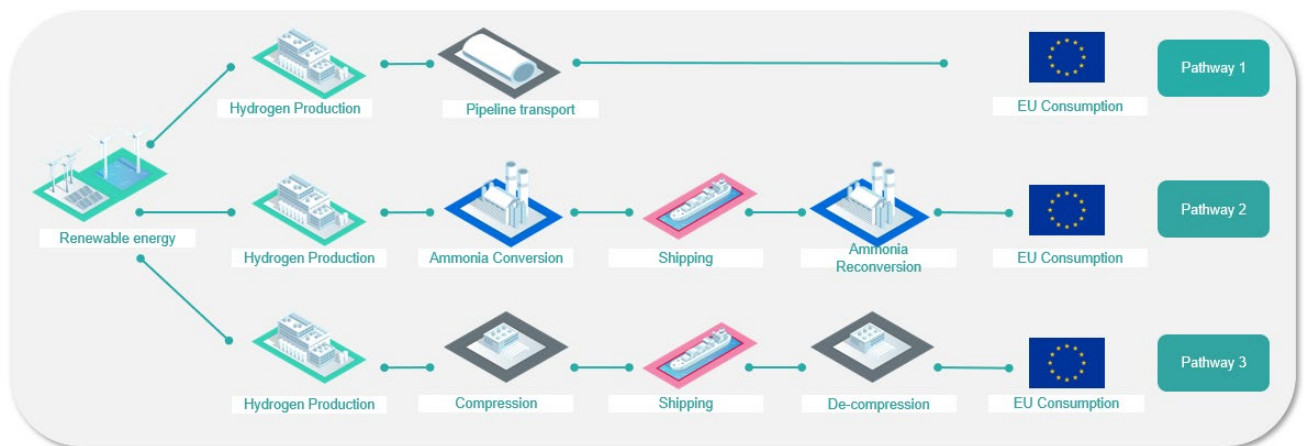 Hydrogen Production
Pipeline transport
EU Consumption
Pathway 1
Renewable energy
Hydrogen Production
Ammonia Conversion
Shipping
Ammonia
Reconversion
EU Consumption
Pathway 2
Hydrogen Production
Compression
Shipping
De-compression
EU Consumption
Pathway 3